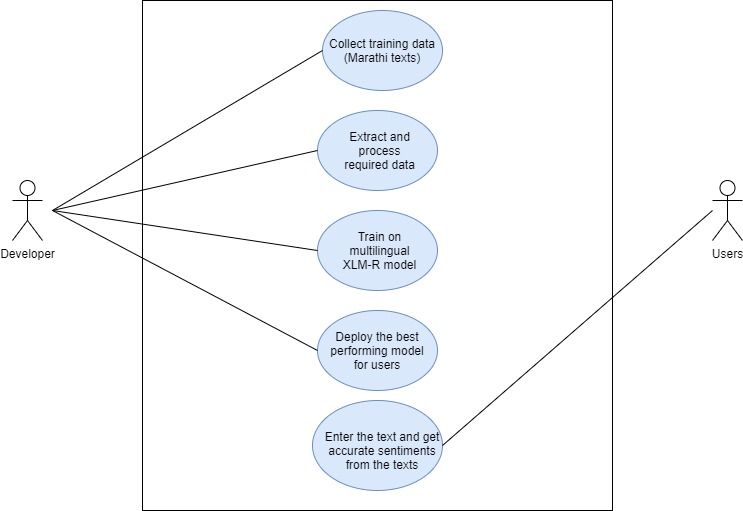 Collect training data
(Marathi texts)
Extract and
process
required data
Developer
Users
Train on
multilingual
XLM-R model
Deploy the best
performing model
for users
Enter the text and get
accurate sentiments
from the texts